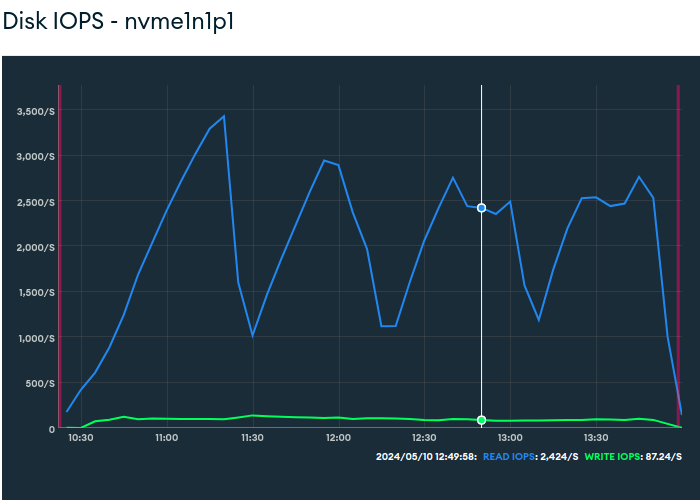 Disk IOPS - nvme1n1p1
3,500/S
3,000/S
2,500/S
2,000/S
1,500/S
1,000/S
500/S
0
10:30 11:00 11:30 12:00 12:30 13:00 13:30
2024/05/10 12:49:58: READ IOPS: 2,424/S WRITE IOPS: 87.24/S